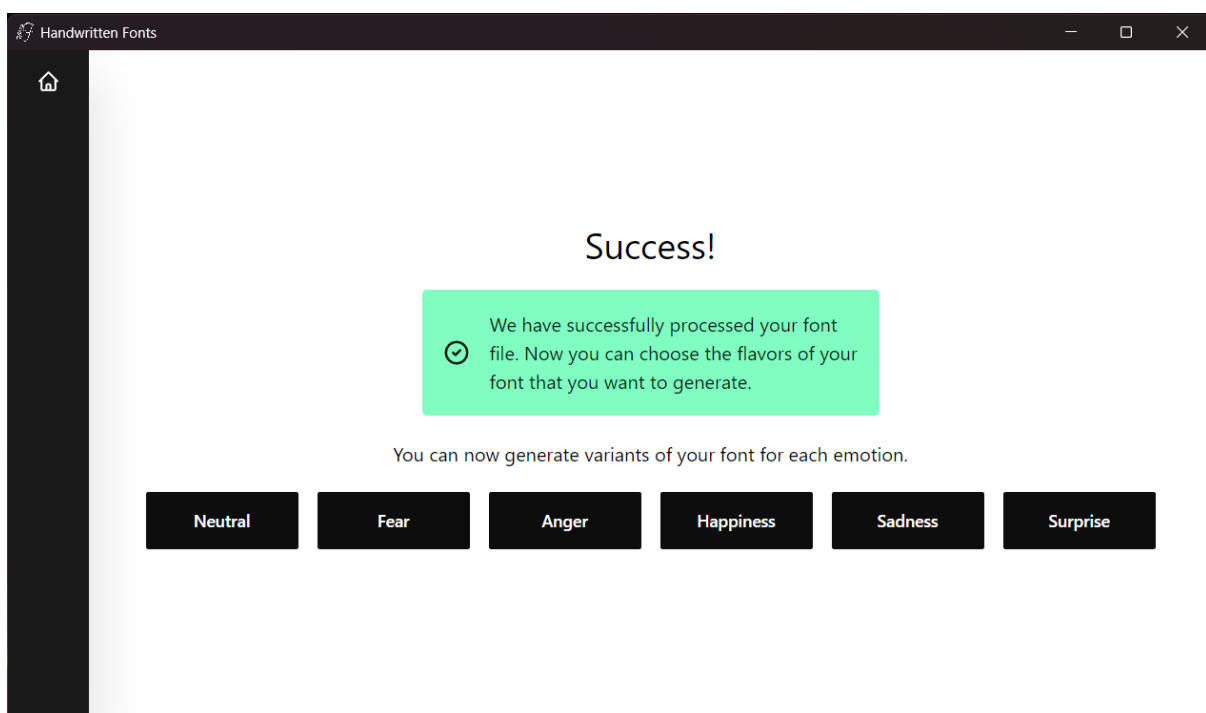 Handwritten Fonts
Success!
We have successfully processed your font
file. Now you can choose the flavors of your
font that you want to generate.
You can now generate variants of your font for each emotion.
Neutral Fear Anger Happiness Sadness Surprise